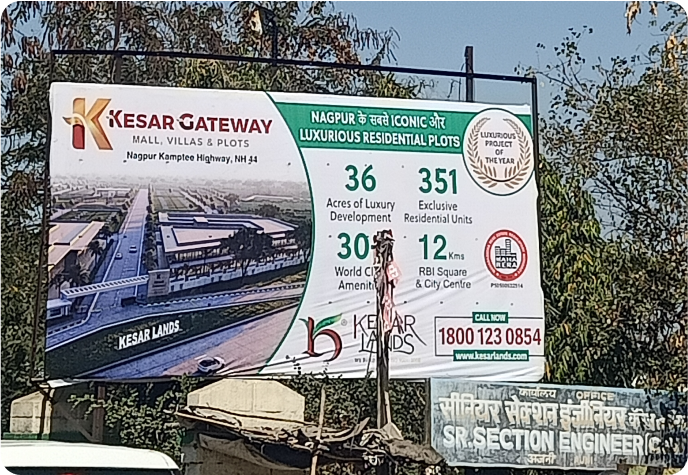 KESAR GATEWAY
MALL, VILLAS & PLOTS
Nagpur Kamptee Highway, NH 44
NAGPUR के सबसे ICONIC और
LUXURIOUS RESIDENTIAL PLOTS
LUXURIOUS
PROJECT
OF
THE YEAR
36
Acres of Luxury
Development
351
Exclusive
Residential Units
30
World
12 Kms
RBI Square
& City Centre
MAHA
RERA
KESAR LANDS
KESAR
LANDS
CALL NOW
1800 123 0854
www.kesarlands.com
कार्यालय OFFICE
सीनियर सेक्शन इंजीनियर
SR.SECTION ENGINEER
अजनी